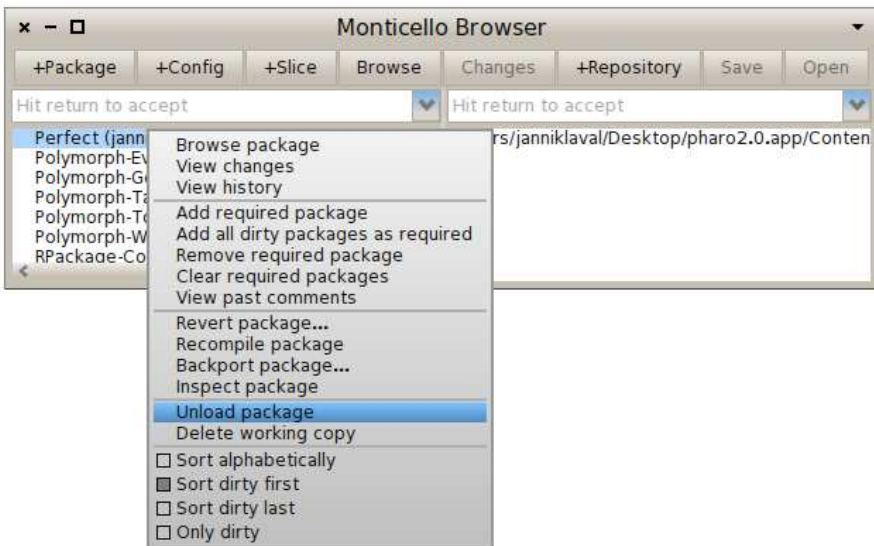 Monticello Browser
+Package +Config +Slice Browse Changes +Repository Save Open
Hit return to accept Hit return to accept
Perfect (jann rs/janniklaval/Desktop/pharo2.0.app/Conten
Polymorph-Ev
Polymorph-Ge
Polymorph-Ta
Polymorph-To
Polymorph-W
RPackage-Co
Browse package
View changes
View history
Add required package
Add all dirty packages as required
Remove required package
Clear required packages
View past comments
Revert package...
Recompile package
Backport package...
Inspect package
Unload package
Delete working copy
Sort alphabetically
Sort dirty first
Sort dirty last
Only dirty